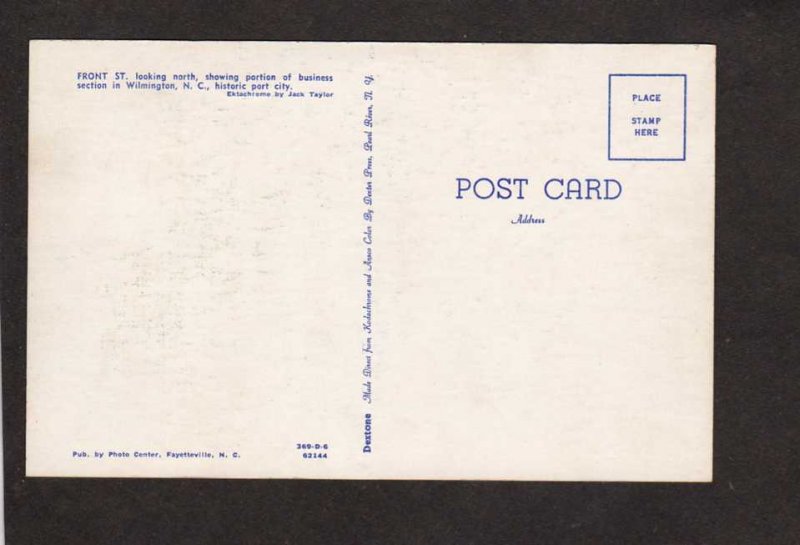 FRONT ST. looking north, showing portion of business
section in Wilmington, N. C., historic port city.
Ektachrome by Jack Taylor
Pub. by Photo Center, Fayetteville, N. C.
269-D-6
62144
Dextone Made Direct from Kodachrome and Ansco Color By Dexter Press, Pearl River, N. Y.
PLACE
STAMP
HERE
POST CARD
Address